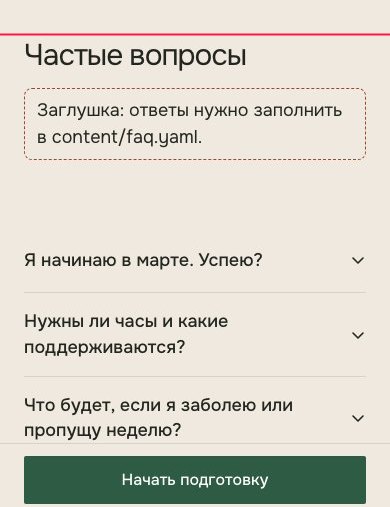 Частые вопросы
Заглушка: ответы нужно заполнить
в content/faq.yaml.
Я начинаю в марте. Успею?
Нужны ли часы и какие
поддерживаются?
Что будет, если я заболею или
пропущу неделю?
Начать подготовку